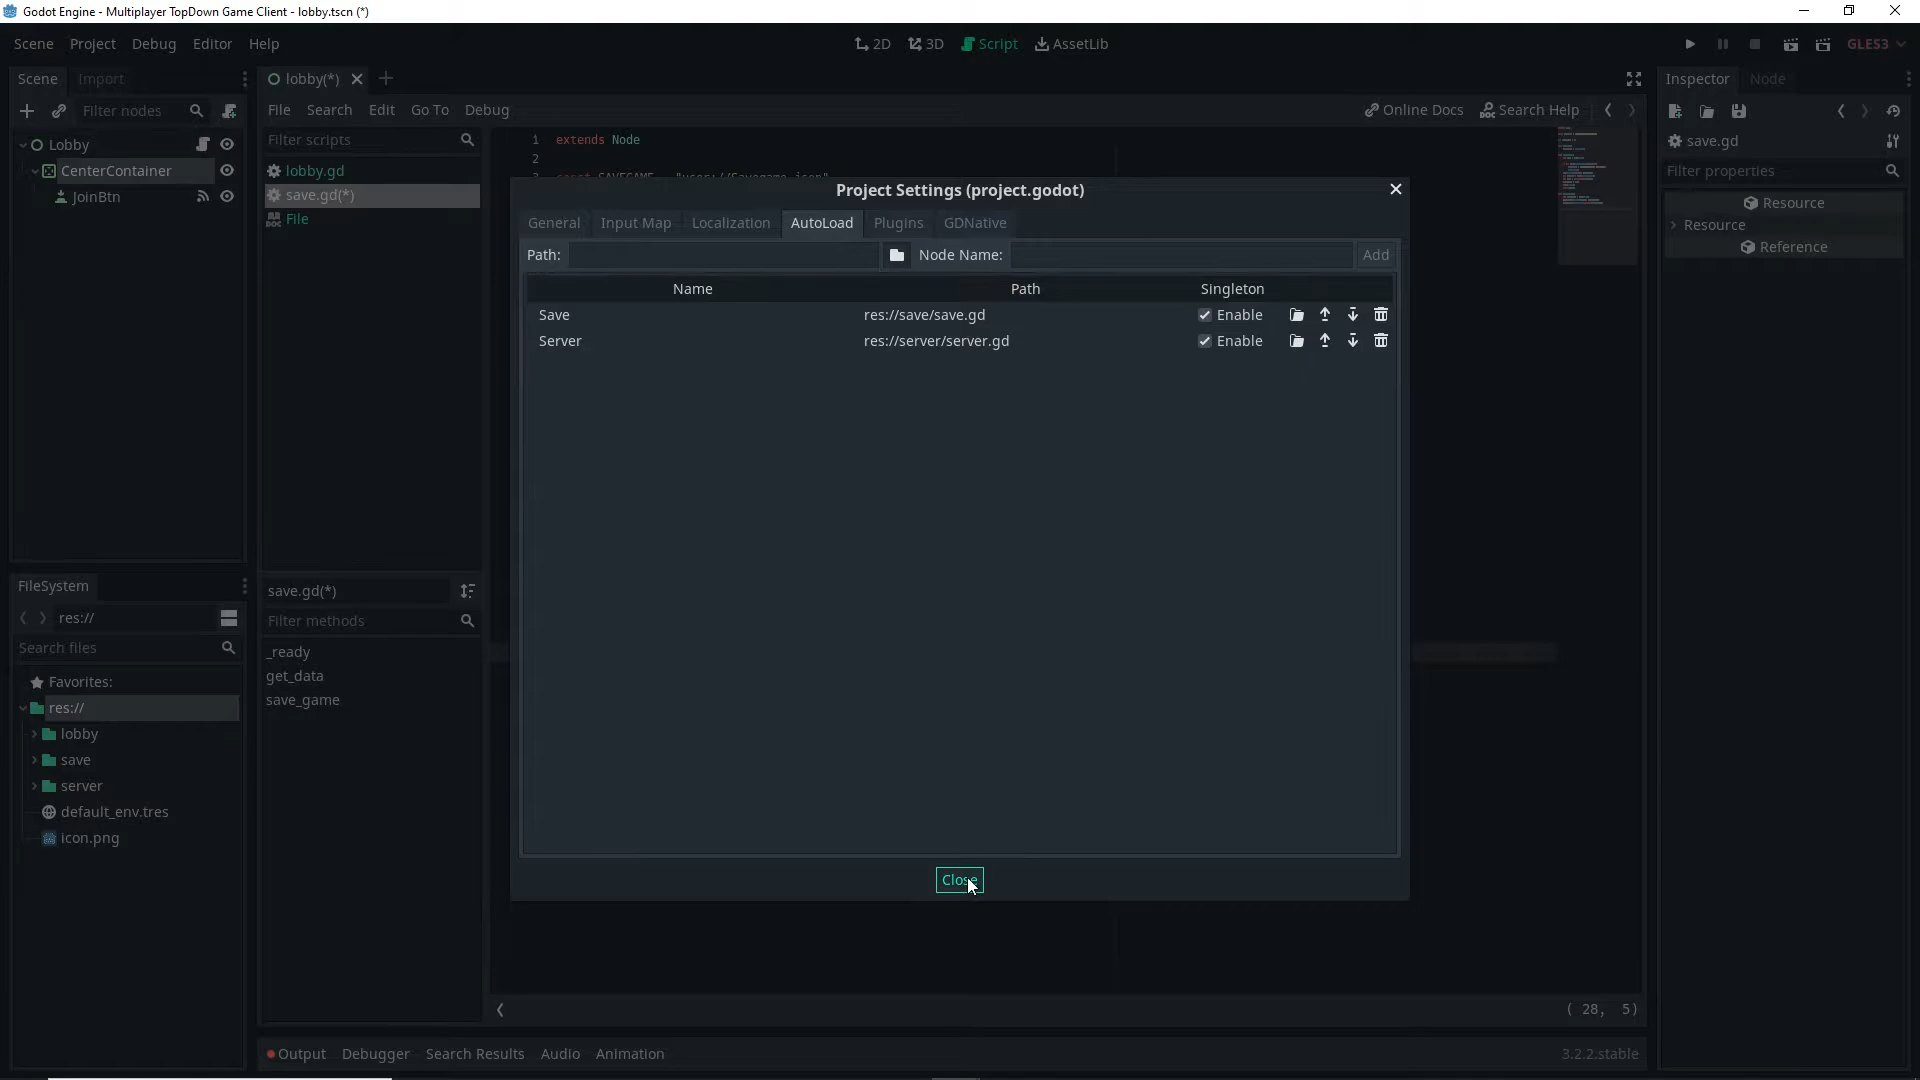 Godot Engine - Multiplayer TopDown Game Client - lobby.tscn (*)
Scene Project Debug Editor Help
2D 3D Script AssetLib
GLES3
Scene Import
lobby(*)
Inspector Node
Filter nodes
File Search Edit Go To Debug
Online Docs Search Help
Filter scripts
1 extends Node
2
3 const SAVEGAME = "user://Savegame.json"
save.gd
Lobby
CenterContainer
JoinBtn
lobby.gd
save.gd(*)
File
Filter properties
Resource
Resource
Reference
Project Settings (project.godot)
General Input Map Localization AutoLoad Plugins GDNative
Path: Node Name: Add
Name Path Singleton
Save res://save/save.gd Enable
Server res://server/server.gd Enable
Close
FileSystem
res://
Search files
Favorites:
res://
lobby
save
server
default_env.tres
icon.png
save.gd(*)
Filter methods
_ready
get_data
save_game
( 28, 5)
Output Debugger Search Results Audio Animation
3.2.2.stable